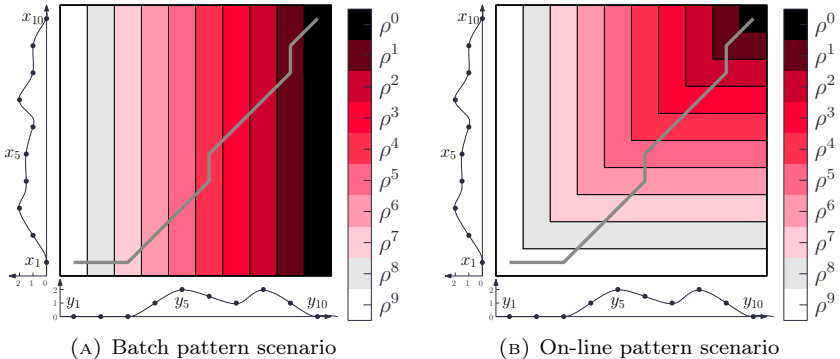 x₁₀
x₅
x₁
2 1 0
2
1
0
y₁ y₅ y₁₀
ρ⁰
ρ¹
ρ²
ρ³
ρ⁴
ρ⁵
ρ⁶
ρ⁷
ρ⁸
ρ⁹
(A) Batch pattern scenario
x₁₀
x₅
x₁
2 1 0
2
1
0
y₁ y₅ y₁₀
ρ⁰
ρ¹
ρ²
ρ³
ρ⁴
ρ⁵
ρ⁶
ρ⁷
ρ⁸
ρ⁹
(B) On-line pattern scenario